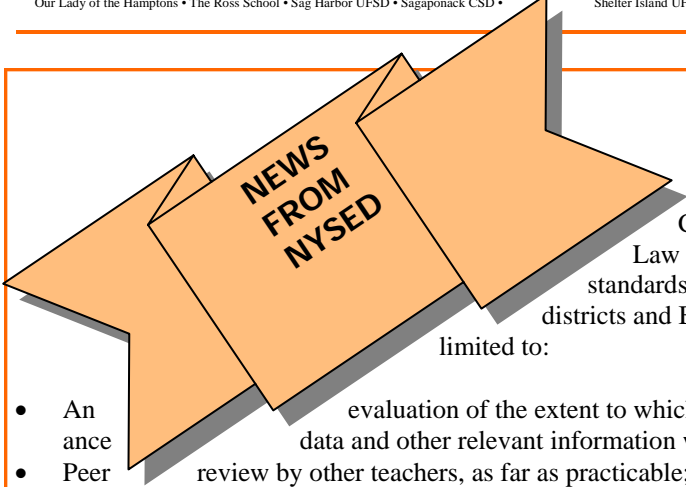 Our Lady of the Hamptons • The Ross School • Sag Harbor UFSD • Sagaponack CSD • Shelter Island
NEWS
FROM
NYSED
Law
standards
districts and
limited to:
• An evaluation of the extent to
ance data and other relevant information
• Peer review by other teachers, as far as practicable;